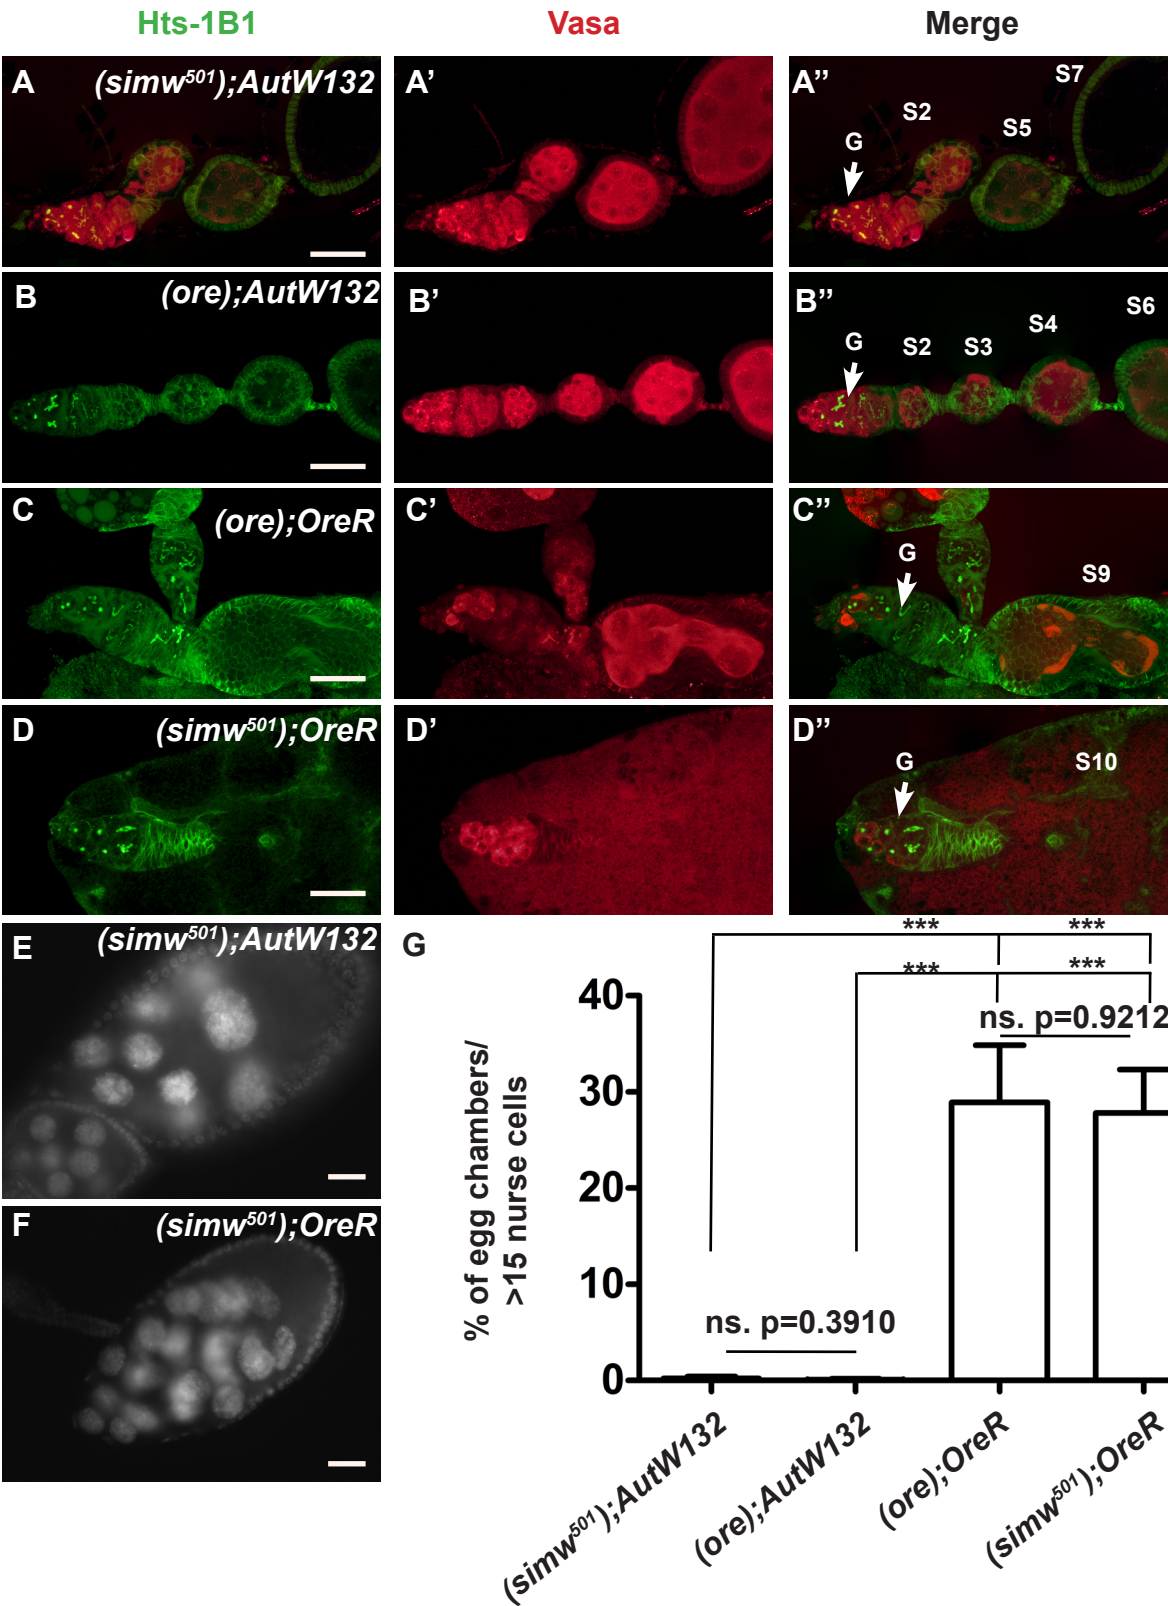 Hts-1B1 Vasa Merge
A (simw⁵⁰¹);AutW132 A’ A’’ G S2 S5 S7
B (ore);AutW132 B’ B’’ G S2 S3 S4 S6
C (ore);OreR C’ C’’ G S9
D (simw⁵⁰¹);OreR D’ D’’ G S10
E (simw⁵⁰¹);AutW132
F (simw⁵⁰¹);OreR
G
*** ***
*** ***
ns. p=0.9212
ns. p=0.3910
% of egg chambers/
>15 nurse cells
40
30
20
10
0
(simw⁵⁰¹);AutW132
(ore);AutW132
(ore);OreR
(simw⁵⁰¹);OreR